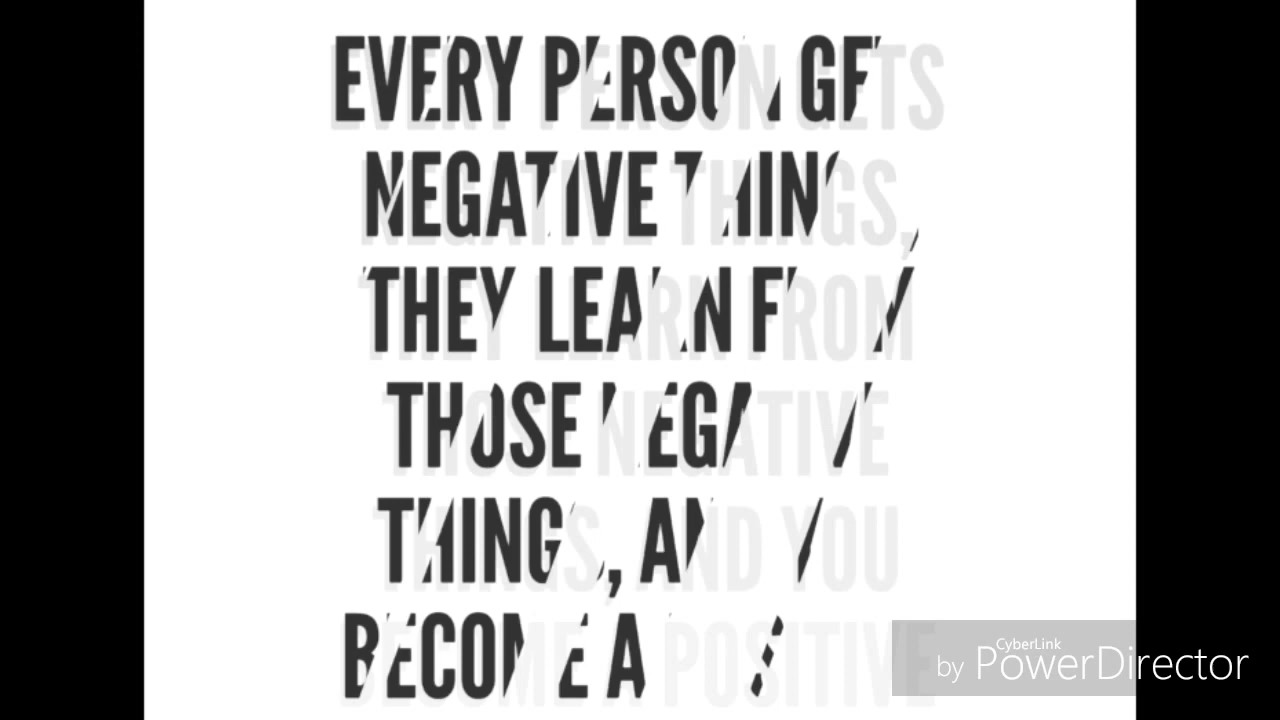 EVERY PERSON GETS
NEGATIVE THINGS,
THEY LEARN FROM
THOSE NEGATIVE
THINGS, AND YOU
BECOME A POSITIVE
CyberLink
by PowerDirector